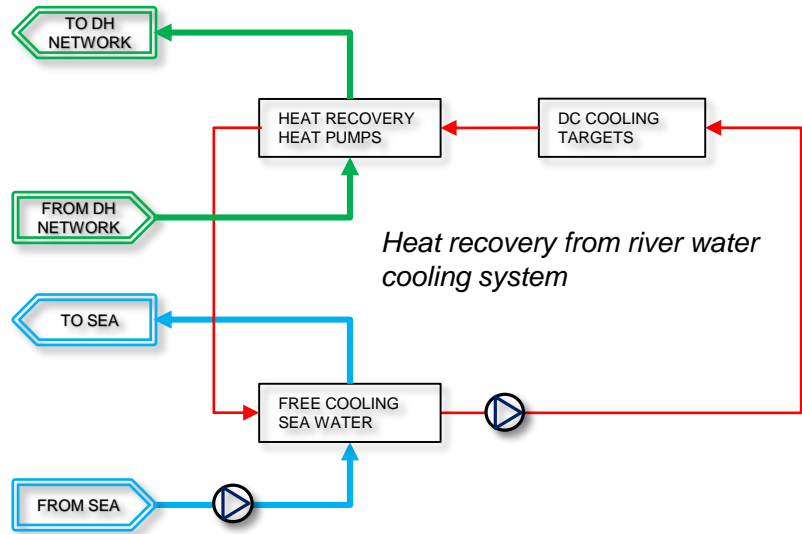 TO DH
NETWORK
HEAT RECOVERY
HEAT PUMPS
DC COOLING
TARGETS
FROM DH
NETWORK
Heat recovery from river water
cooling system
TO SEA
FREE COOLING
SEA WATER
FROM SEA